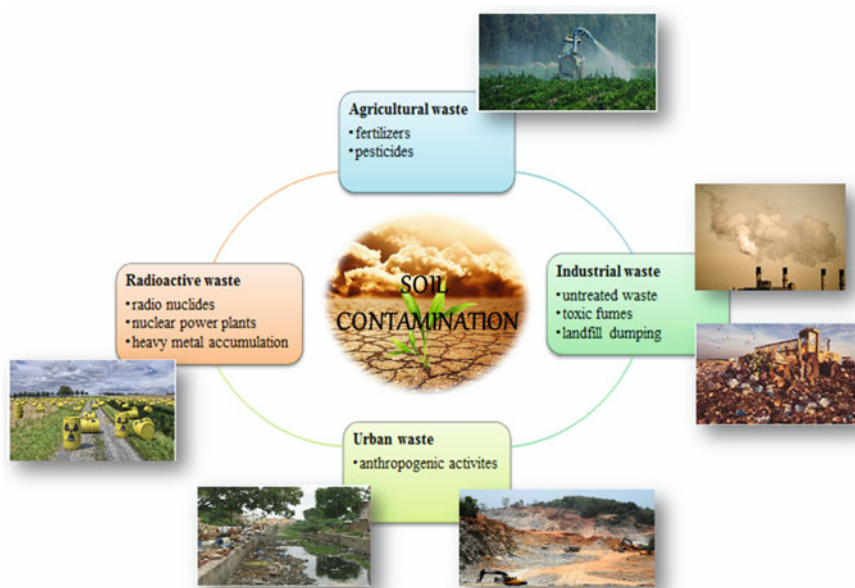 Agricultural waste
•fertilizers
•pesticides
Radioactive waste
•radio nuclides
•nuclear power plants
•heavy metal accumulation
SOIL
CONTAMINATION
Industrial waste
•untreated waste
•toxic fumes
•landfill dumping
Urban waste
•anthropogenic activites